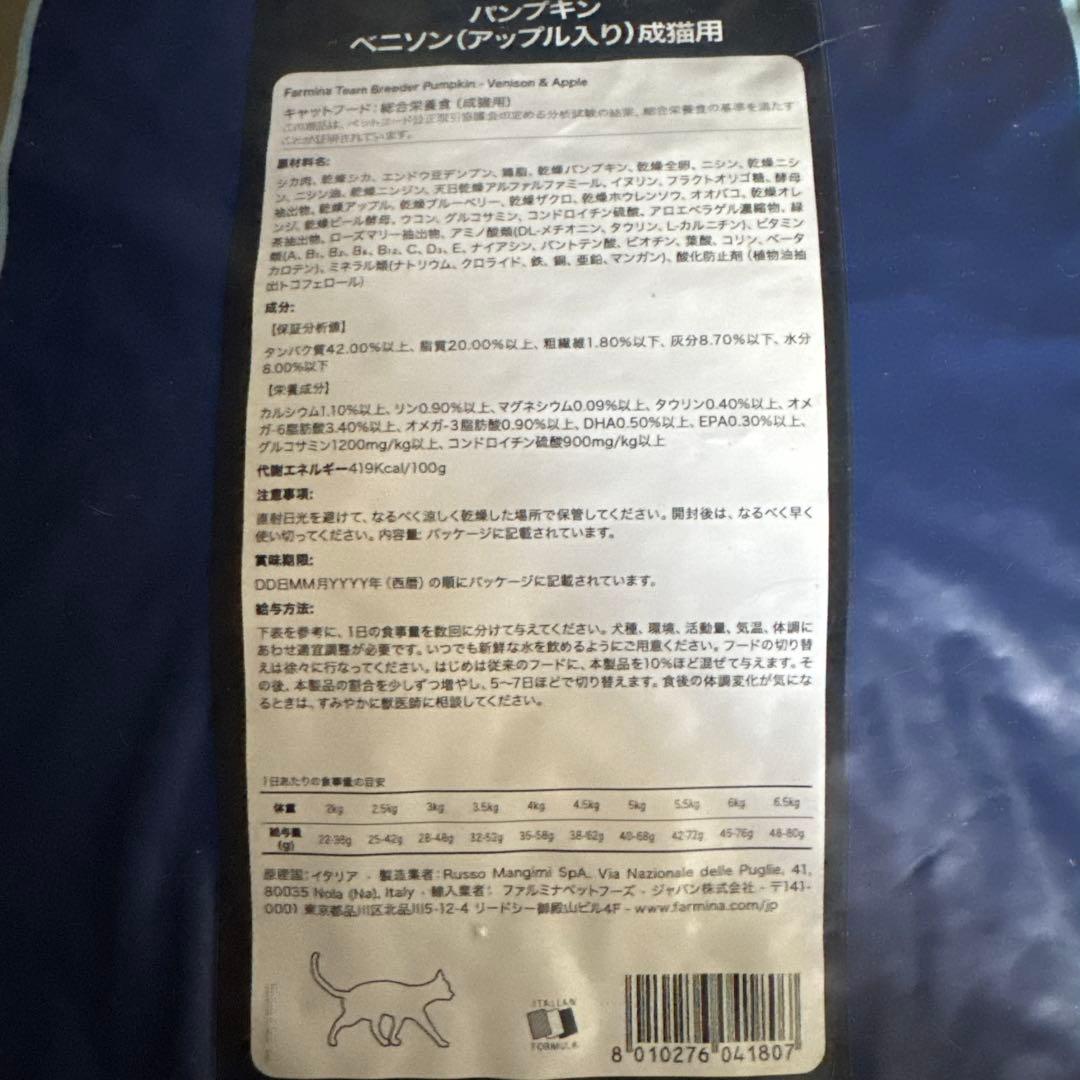 パンプキン
ベニソン(アップル入り)成猫用
Farmina Team Breeder Pumpkin - Venison & Apple
キャットフード:総合栄養食(成猫用)
この商品は、ペットフード公正取引協議会の定める分析試験の結果、総合栄養食の基準を満たす
ことが証明されています。
原材料名:
シカ肉、乾燥シカ、エンドウ豆デンプン、鶏脂、乾燥パンプキン、乾燥全卵、ニシン、乾燥ニシ
ン、ニシン油、乾燥ニンジン、天日乾燥アルファルファミール、イヌリン、フラクトオリゴ糖、酵母
抽出物、乾燥アップル、乾燥ブルーベリー、乾燥ザクロ、乾燥ホウレンソウ、オオバコ、乾燥オレ
ンジ、乾燥ビール酵母、ウコン、グルコサミン、コンドロイチン硫酸、アロエベラゲル濃縮物、緑
茶抽出物、ローズマリー抽出物、アミノ酸類(DL-メチオニン、タウリン、L-カルニチン)、ビタミン
類(A、B₁、B₂、B₆、B₁₂、C、D₃、E、ナイアシン、パントテン酸、ビオチン、葉酸、コリン、ベータ
カロテン)、ミネラル類(ナトリウム、クロライド、鉄、銅、亜鉛、マンガン)、酸化防止剤(植物油抽
出トコフェロール)
成分:
【保証分析値】
タンパク質42.00%以上、脂質20.00%以上、粗繊維1.80%以下、灰分8.70%以下、水分
8.00%以下
【栄養成分】
カルシウム1.10%以上、リン0.90%以上、マグネシウム0.09%以上、タウリン0.40%以上、オメ
ガ-6脂肪酸3.40%以上、オメガ-3脂肪酸0.90%以上、DHA0.50%以上、EPA0.30%以上、
グルコサミン1200mg/kg以上、コンドロイチン硫酸900mg/kg以上
代謝エネルギー419Kcal/100g
注意事項:
直射日光を避けて、なるべく涼しく乾燥した場所で保管してください。開封後は、なるべく早く
使い切ってください。内容量: パッケージに記載されています。
賞味期限:
DD日MM月YYYY年(西暦)の順にパッケージに記載されています。
給与方法:
下表を参考に、1日の食事量を数回に分けて与えてください。犬種、環境、活動量、気温、体調に
あわせ適宜調整が必要です。いつでも新鮮な水を飲めるようにご用意ください。フードの切り替
えは徐々に行なってください。はじめは従来のフードに、本製品を10%ほど混ぜて与えます。そ
の後、本製品の割合を少しずつ増やし、5〜7日ほどで切り替えます。食後の体調変化が気にな
るときは、すみやかに獣医師に相談してください。
1日あたりの食事量の目安
体重 2kg 2.5kg 3kg 3.5kg 4kg 4.5kg 5kg 5.5kg 6kg 6.5kg
給与量 22-38g 25-42g 28-48g 32-52g 35-58g 38-62g 40-68g 42-72g 45-76g 48-80g
(g)
原産国:イタリア - 製造業者:Russo Mangimi SpA. Via Nazionale delle Puglie, 41,
80035 Nola (Na), Italy - 輸入業者: ファルミナペットフーズ - ジャパン株式会社 - 〒141-
0001 東京都品川区北品川5-12-4 リードシー御殿山ビル4F - www.farmina.com/jp
ITALIAN
FORMULA
8 010276 041807